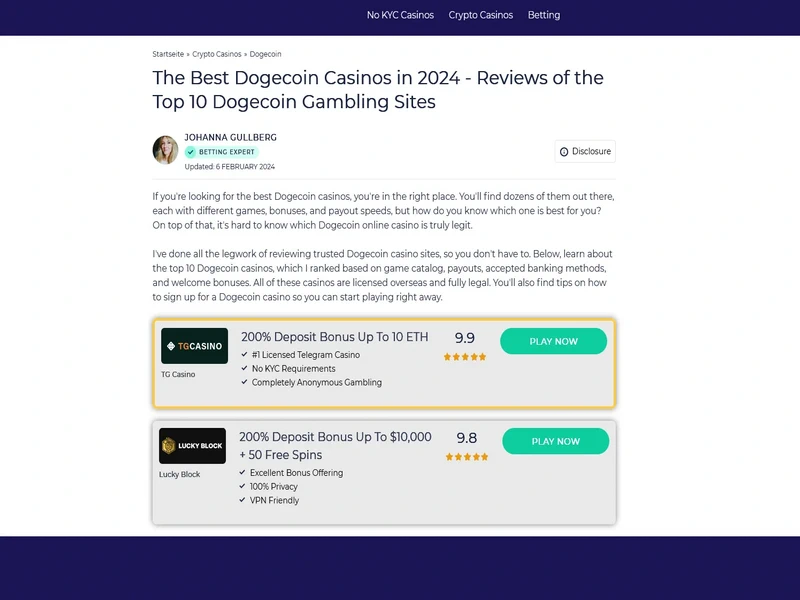 No KYC Casinos Crypto Casinos Betting
Startseite » Crypto Casinos » Dogecoin
The Best Dogecoin Casinos in 2024 - Reviews of the
Top 10 Dogecoin Gambling Sites
JOHANNA GULLBERG
BETTING EXPERT
Updated: 6 FEBRUARY 2024
Disclosure
If you're looking for the best Dogecoin casinos, you're in the right place. You'll find dozens of them out there,
each with different games, bonuses, and payout speeds, but how do you know which one is best for you?
On top of that, it's hard to know which Dogecoin online casino is truly legit.
I've done all the legwork of reviewing trusted Dogecoin casino sites, so you don't have to. Below, learn about
the top 10 Dogecoin casinos, which I ranked based on game catalog, payouts, accepted banking methods,
and welcome bonuses. All of these casinos are licensed overseas and fully legal. You'll also find tips on how
to sign up for a Dogecoin casino so you can start playing right away.
TGCASINO
TG Casino
200% Deposit Bonus Up To 10 ETH
#1 Licensed Telegram Casino
No KYC Requirements
Completely Anonymous Gambling
9.9
PLAY NOW
LUCKY BLOCK
Lucky Block
200% Deposit Bonus Up To $10,000
+ 50 Free Spins
Excellent Bonus Offering
100% Privacy
VPN Friendly
9.8
PLAY NOW